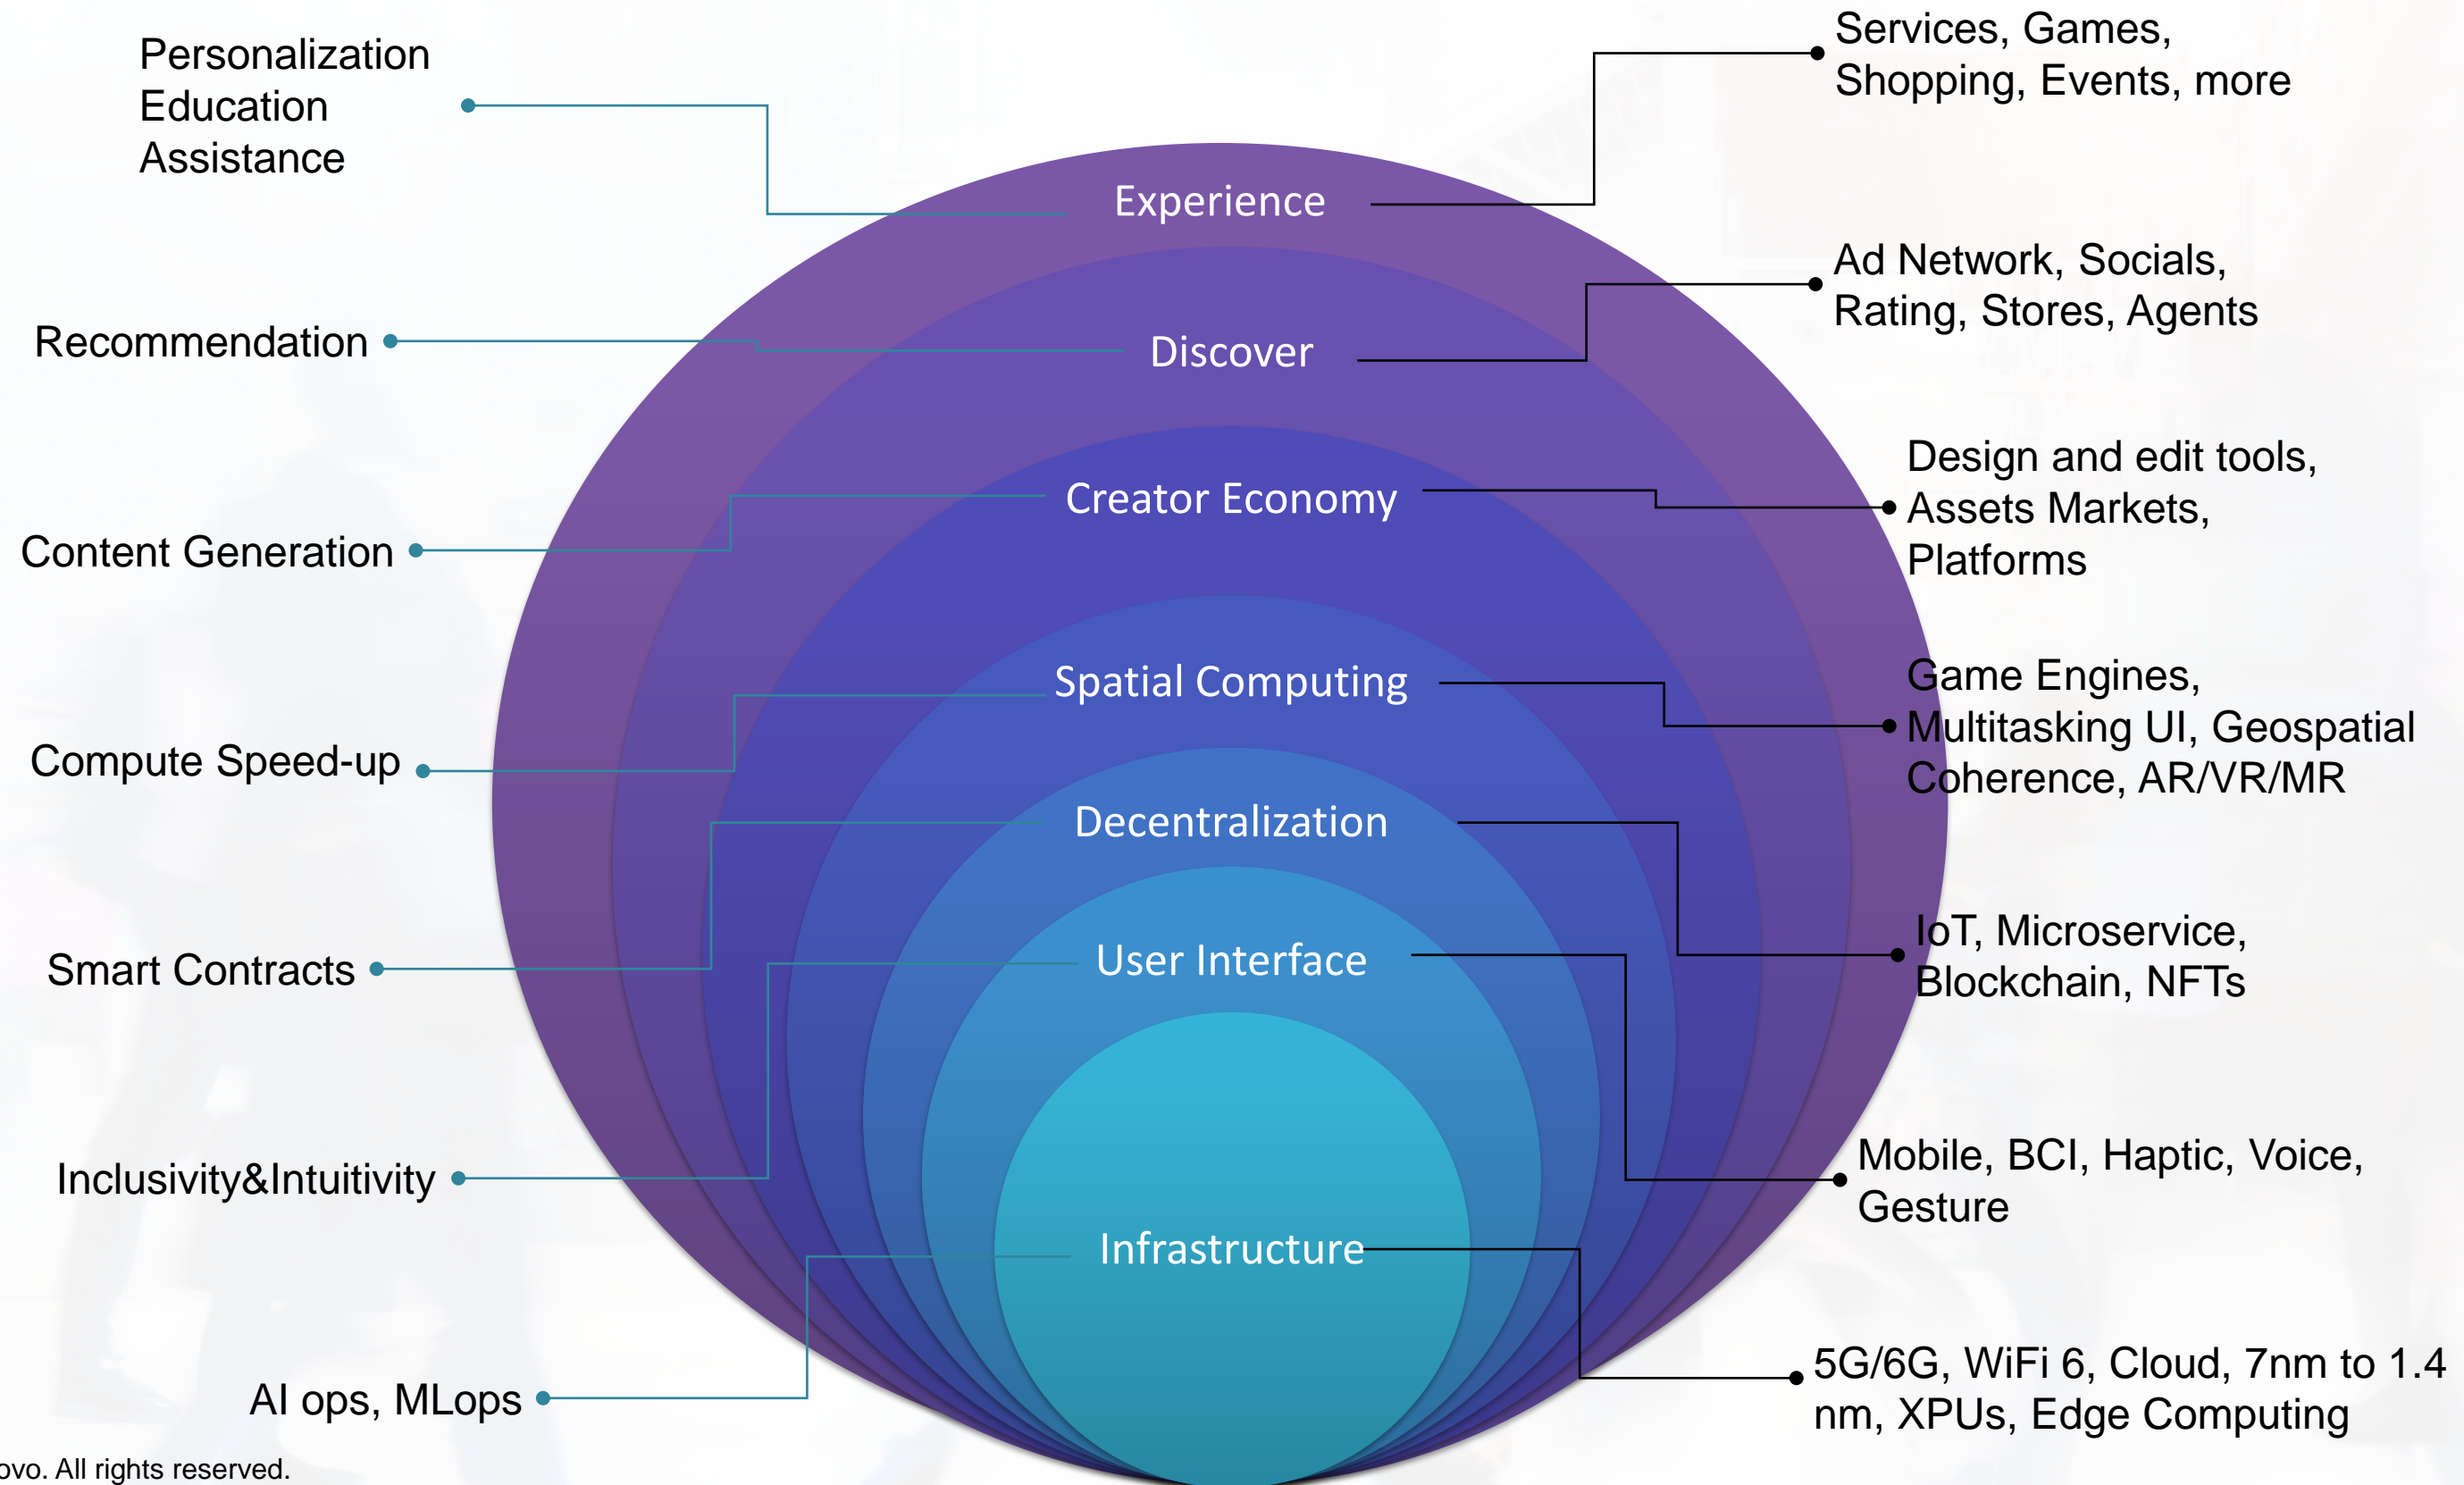 Personalization
Education
Assistance
Services, Games,
Shopping, Events, more
Experience
Recommendation
Discover
Ad Network, Socials,
Rating, Stores, Agents
Content Generation
Creator Economy
Design and edit tools,
Assets Markets,
Platforms
Compute Speed-up
Spatial Computing
Game Engines,
Multitasking UI, Geospatial
Coherence, AR/VR/MR
Smart Contracts
Decentralization
IoT, Microservice,
Blockchain, NFTs
Inclusivity&Intuitivity
User Interface
Mobile, BCI, Haptic, Voice,
Gesture
AI ops, MLops
Infrastructure
5G/6G, WiFi 6, Cloud, 7nm to 1.4
nm, XPUs, Edge Computing
ovo. All rights reserved.